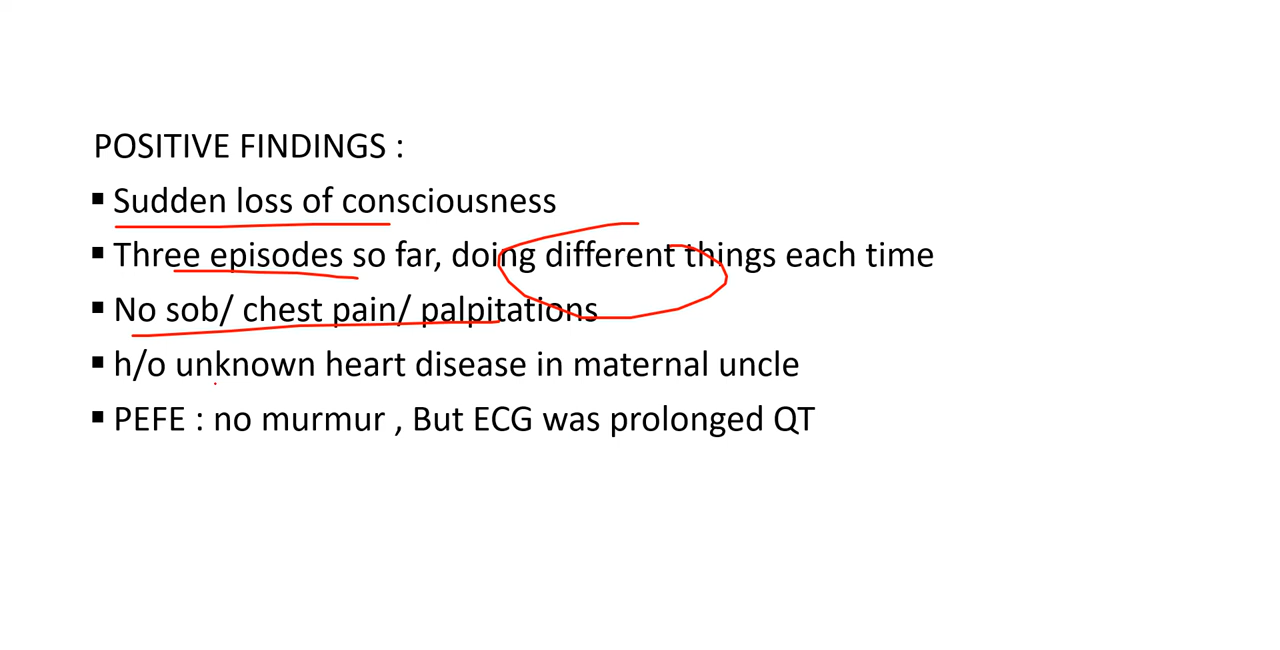 POSITIVE FINDINGS :
▪ Sudden loss of consciousness
▪ Three episodes so far, doing different things each time
▪ No sob/ chest pain/ palpitations
▪ h/o unknown heart disease in maternal uncle
▪ PEFE : no murmur , But ECG was prolonged QT